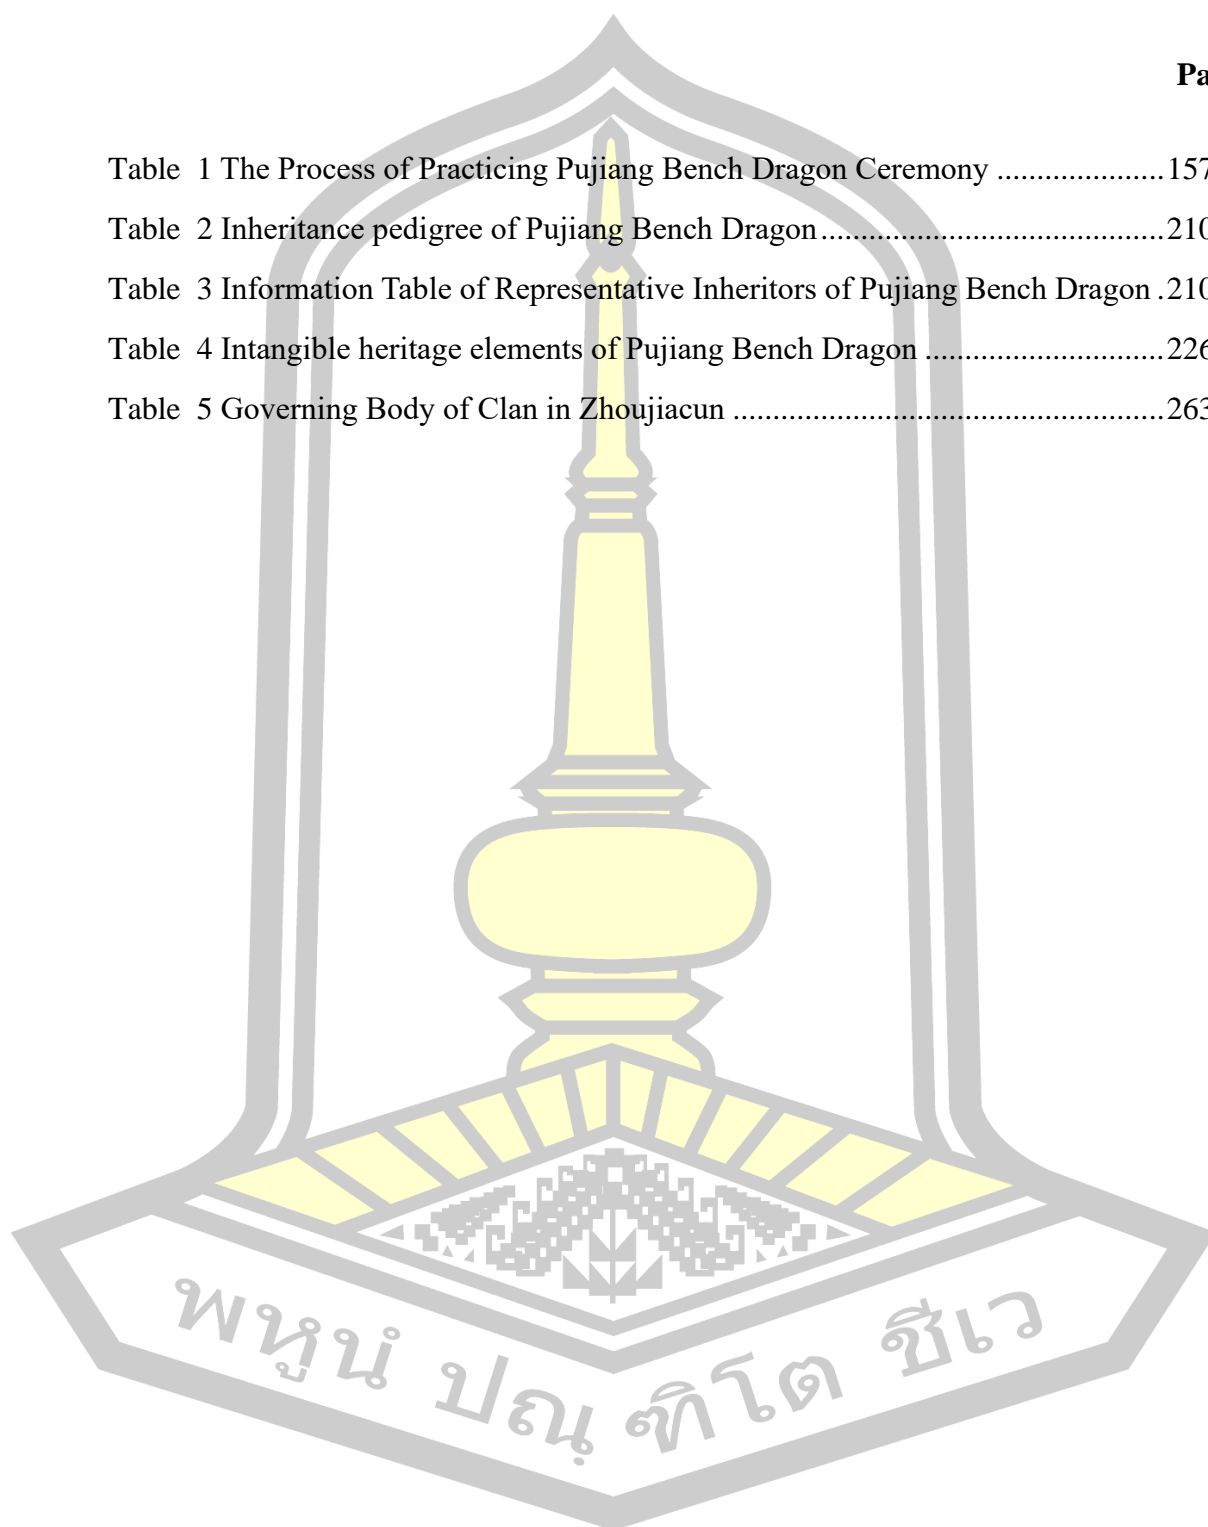 Pa
Table 1 The Process of Practicing Pujiang Bench Dragon Ceremony ....................157
Table 2 Inheritance pedigree of Pujiang Bench Dragon.........................................210
Table 3 Information Table of Representative Inheritors of Pujiang Bench Dragon .210
Table 4 Intangible heritage elements of Pujiang Bench Dragon .............................226
Table 5 Governing Body of Clan in Zhoujiacun ....................................................263
พหูนํ ปณฺฑิโต ชีเว